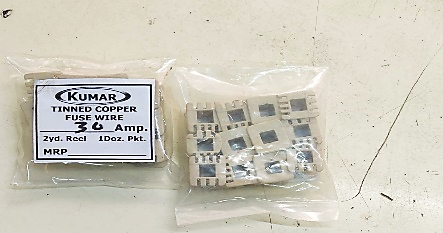 KUMAR
TINNED COPPER
FUSE WIRE
30 Amp.
2yd. Reel 1Doz. Pkt.
MRP